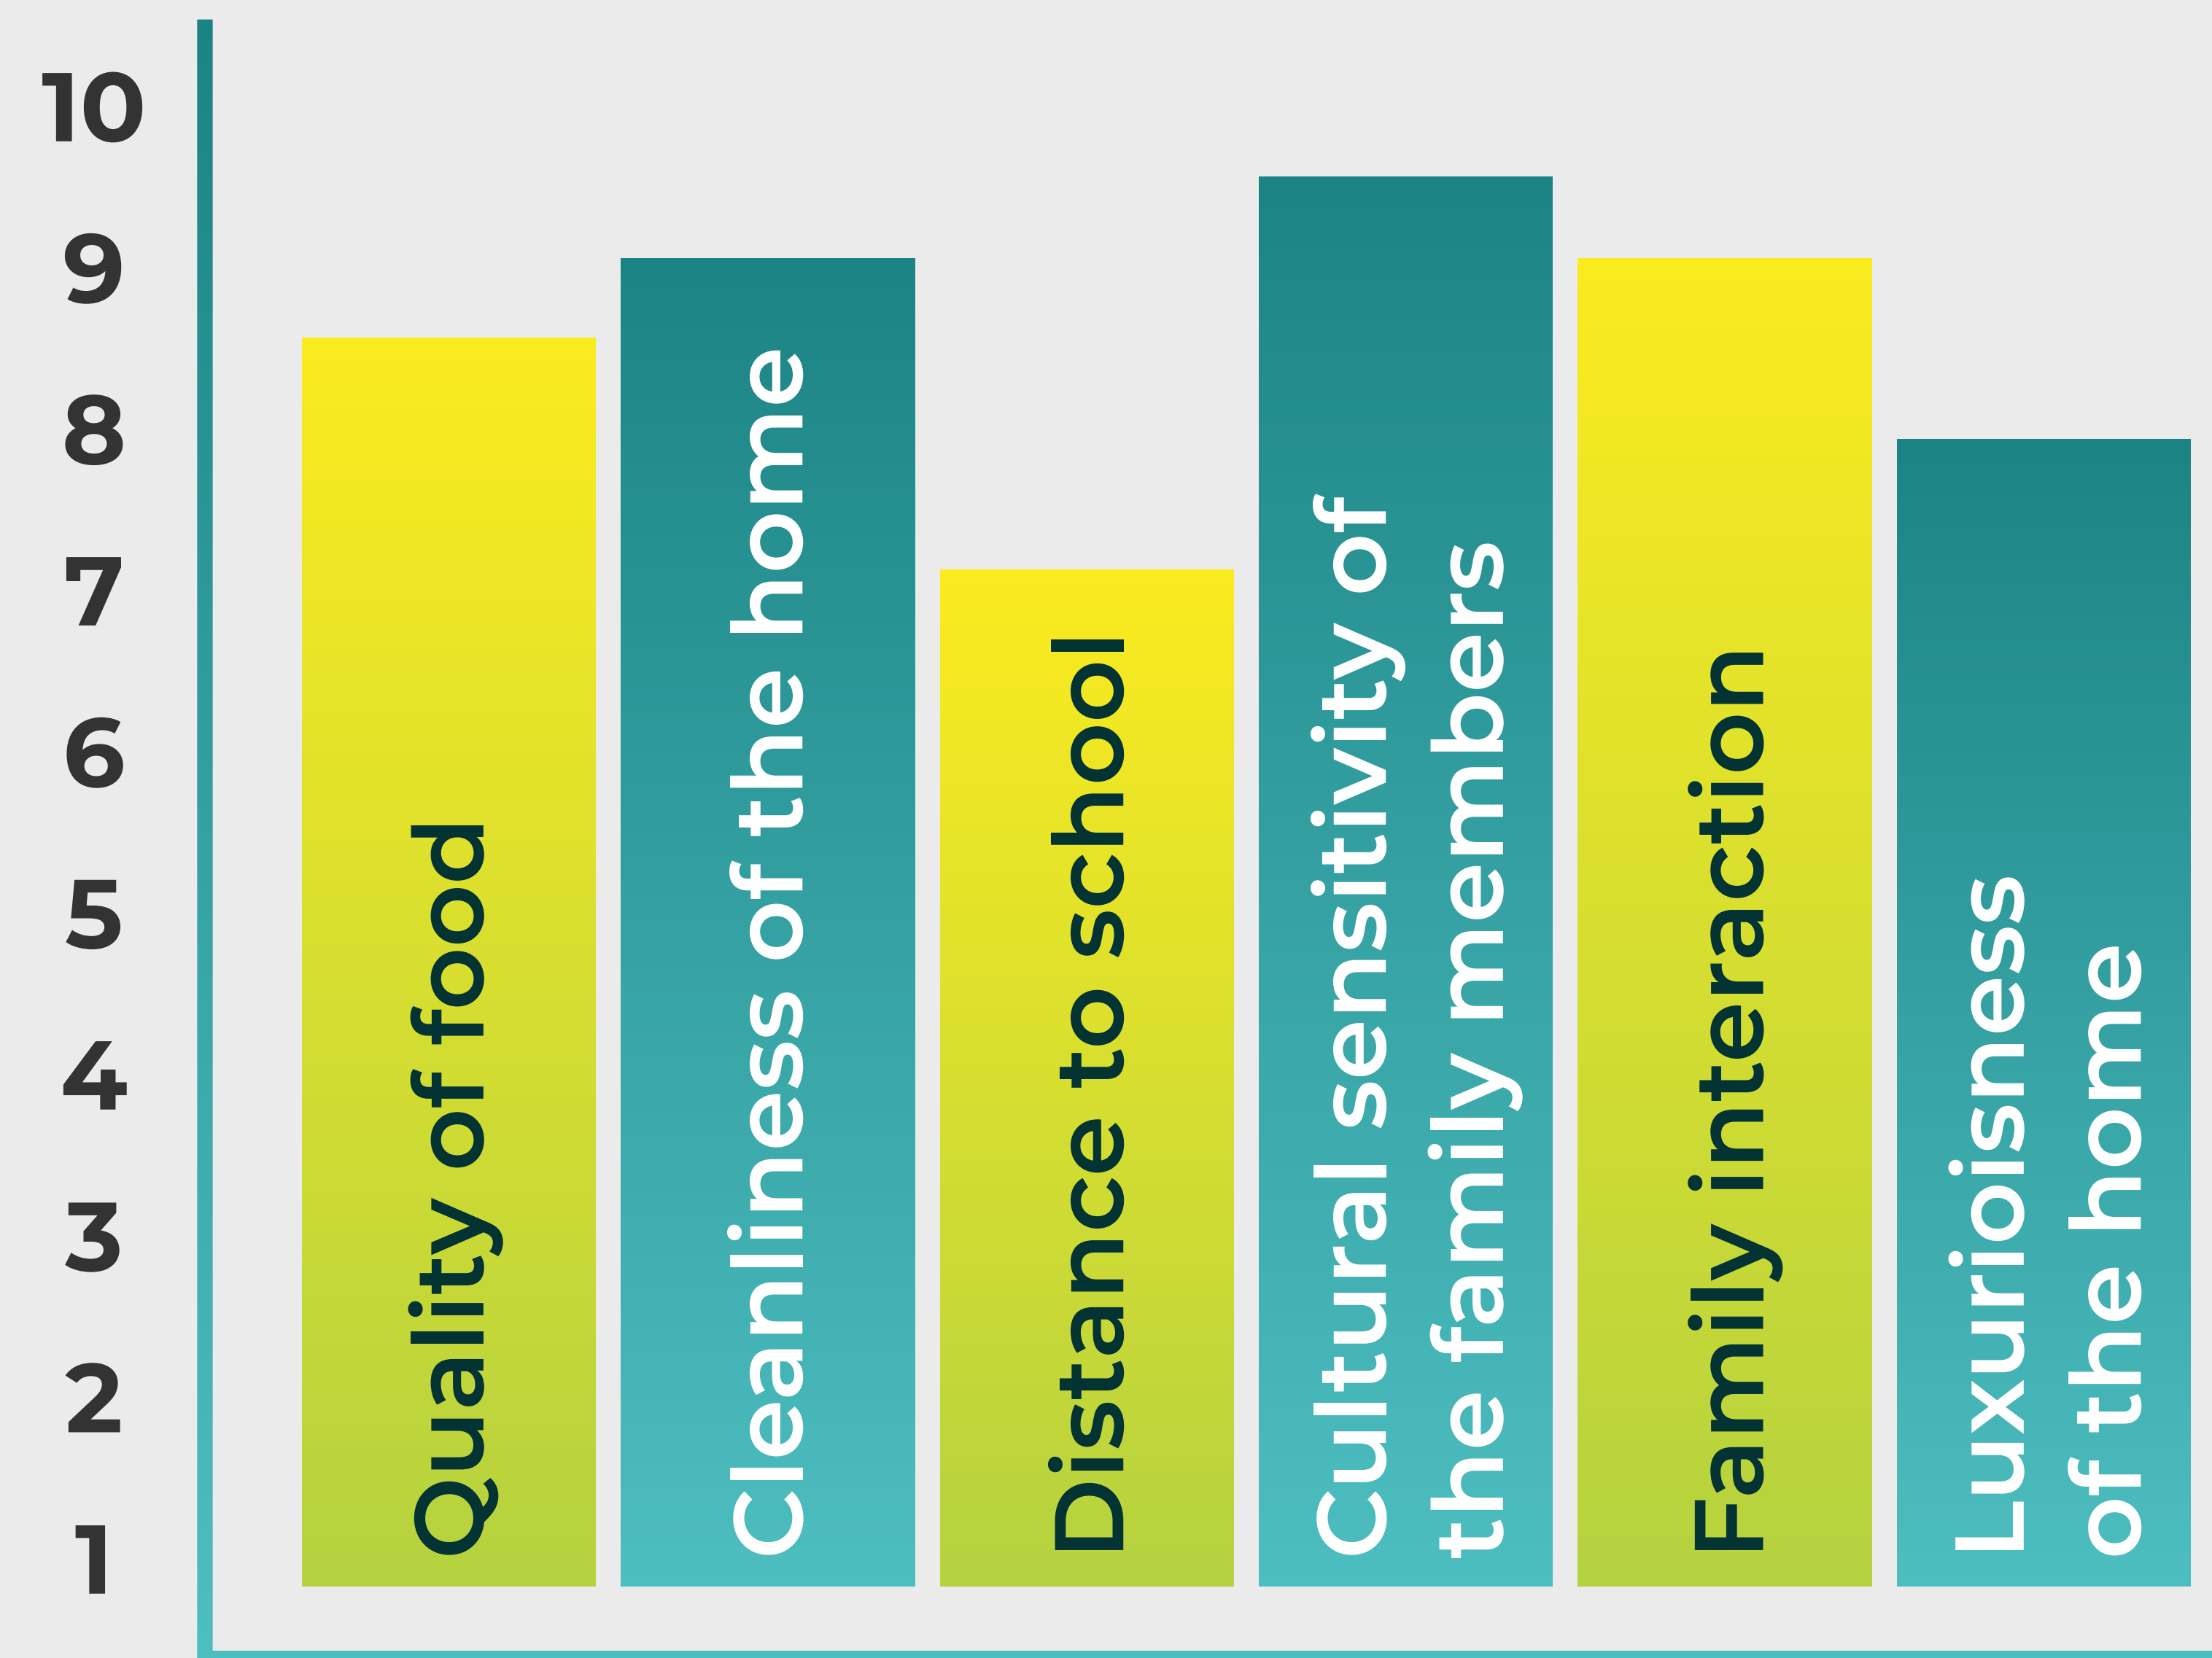 10
9
8
7
6
5
4
3
2
1
Quality of food
Cleanliness of the home
Distance to school
Cultural sensitivity of
the family members
Family interaction
Luxurioisness
of the home